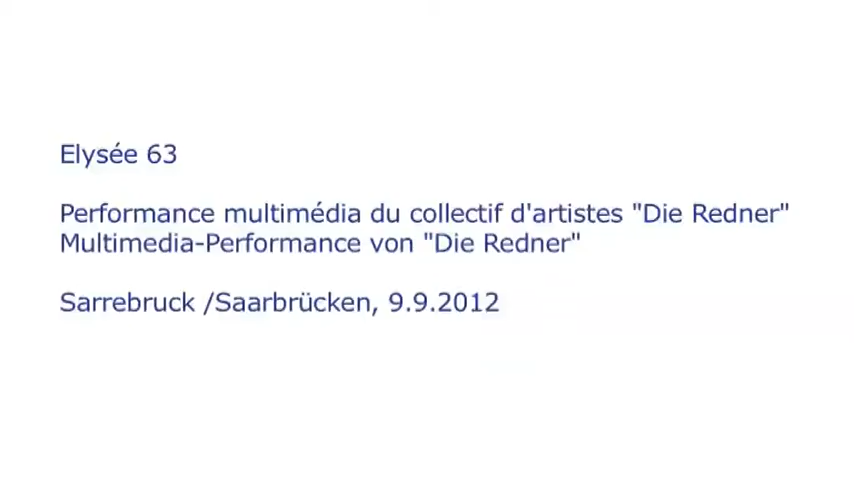 Elysée 63
Performance multimédia du collectif d'artistes "Die Redner"
Multimedia-Performance von "Die Redner"
Sarrebruck /Saarbrücken, 9.9.2012